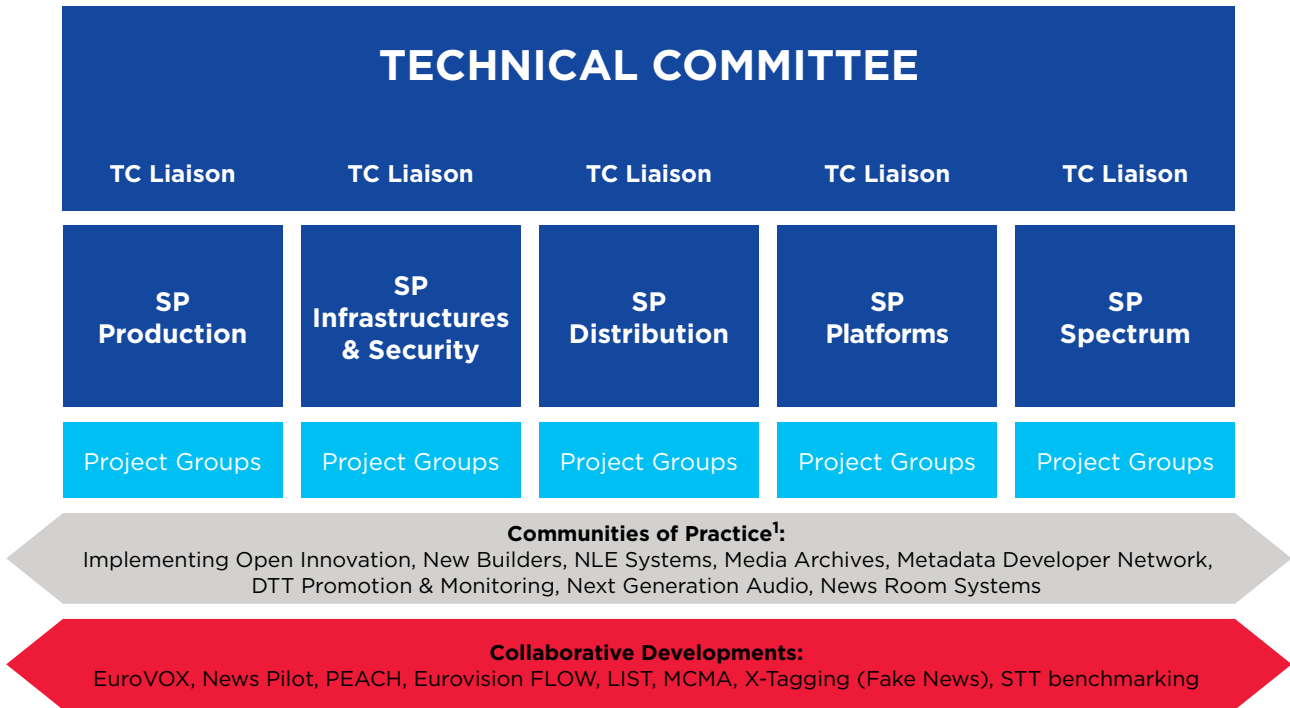 TECHNICAL COMMITTEE
TC Liaison TC Liaison TC Liaison TC Liaison TC Liaison
SP
Production
SP
Infrastructures
& Security
SP
Distribution
SP
Platforms
SP
Spectrum
Project Groups Project Groups Project Groups Project Groups Project Groups
Communities of Practice¹:
Implementing Open Innovation, New Builders, NLE Systems, Media Archives, Metadata Developer Network,
DTT Promotion & Monitoring, Next Generation Audio, News Room Systems
Collaborative Developments:
EuroVOX, News Pilot, PEACH, Eurovision FLOW, LIST, MCMA, X-Tagging (Fake News), STT benchmarking